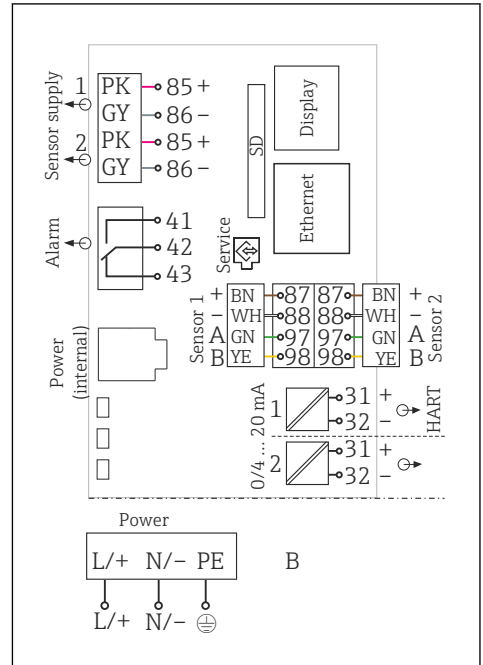 Sensor supply
1 PK 85 +
GY 86 −
2 PK 85 +
GY 86 −
SD
Display
Ethernet
Alarm
41
42
43
Service
Power
(internal)
Sensor 1
Sensor 2
+ BN 87 87 BN +
− WH 88 88 WH −
A GN 97 97 GN A
B YE 98 98 YE B
0/4 ... 20 mA
1 31 +
32 −
HART
2 31 +
32 −
Power
L/+ N/− PE
B
L/+ N/−